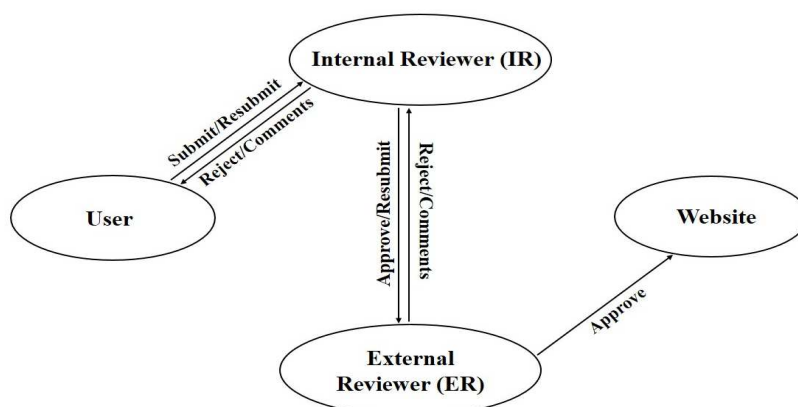 Internal Reviewer (IR)
Submit/Resubmit
Reject/Comments
User
Approve/Resubmit
Reject/Comments
Website
Approve
External
Reviewer (ER)